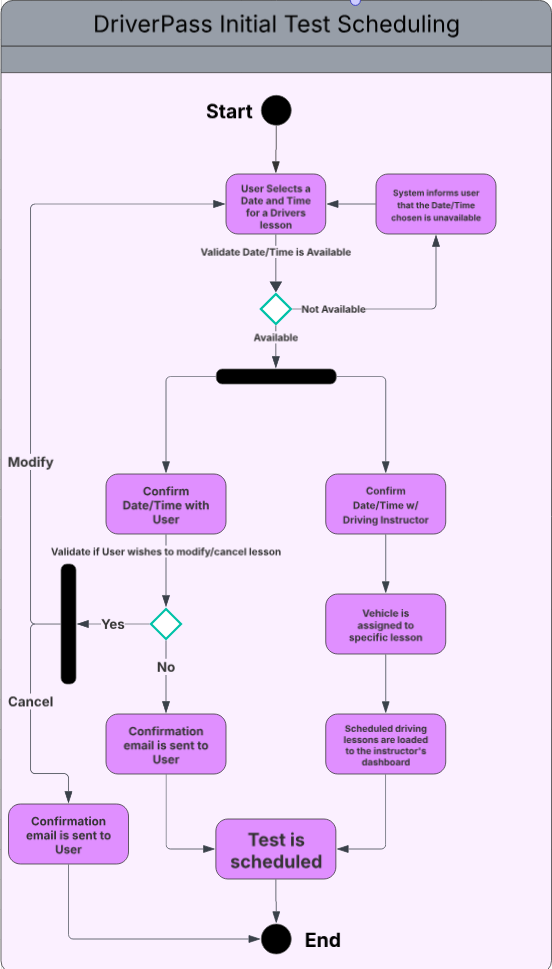 DriverPass Initial Test Scheduling
Start
User Selects a
Date and Time
for a Drivers
lesson
System informs user
that the Date/Time
chosen is unavailable
Validate Date/Time is Available
Not Available
Available
Modify
Confirm
Date/Time with
User
Confirm
Date/Time w/
Driving Instructor
Validate if User wishes to modify/cancel lesson
Yes
Vehicle is
assigned to
specific lesson
No
Cancel
Confirmation
email is sent to
User
Scheduled driving
lessons are loaded
to the instructor's
dashboard
Confirmation
email is sent to
User
Test is
scheduled
End